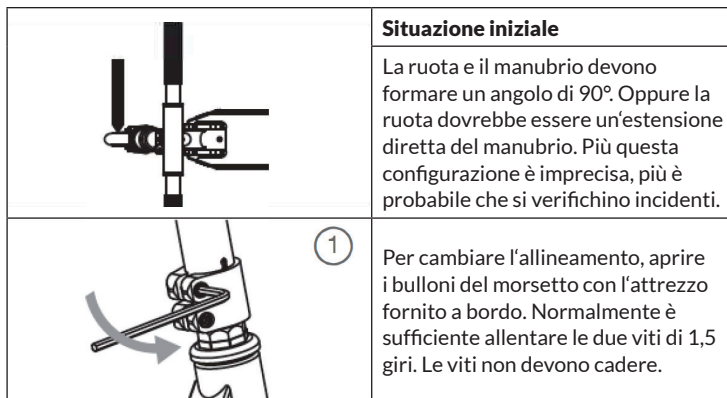 Situazione iniziale
La ruota e il manubrio devono
formare un angolo di 90°. Oppure la
ruota dovrebbe essere un‘estensione
diretta del manubrio. Più questa
configurazione è imprecisa, più è
probabile che si verifichino incidenti.
1
Per cambiare l‘allineamento, aprire
i bulloni del morsetto con l‘attrezzo
fornito a bordo. Normalmente è
sufficiente allentare le due viti di 1,5
giri. Le viti non devono cadere.